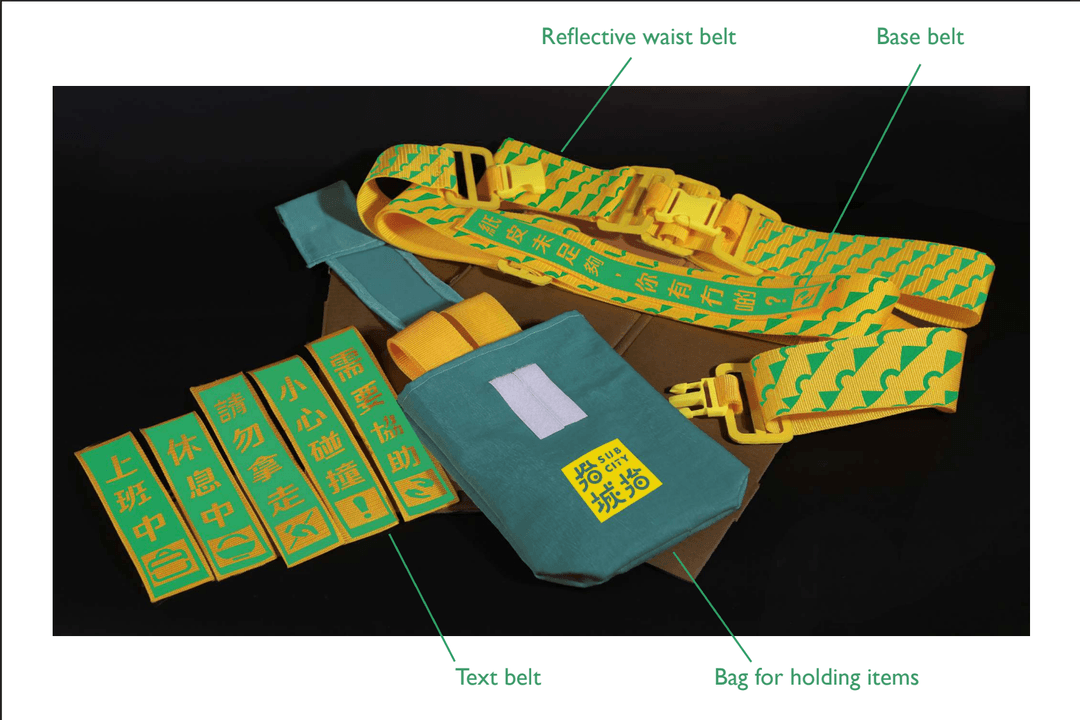 Reflective waist belt
Base belt
紙皮未足夠，你有冇啲？
需要協助
小心碰撞
請勿拿走
休息中
上班中
SUB
CITY
拾
城拾
Text belt
Bag for holding items